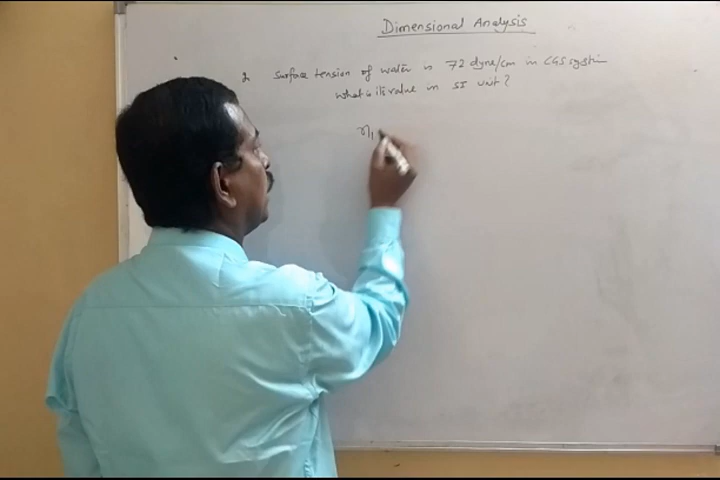 Dimensional Analysis
2 Surface tension of water is 72 dyne/cm in CGS system
What is its value in SI unit?
n1